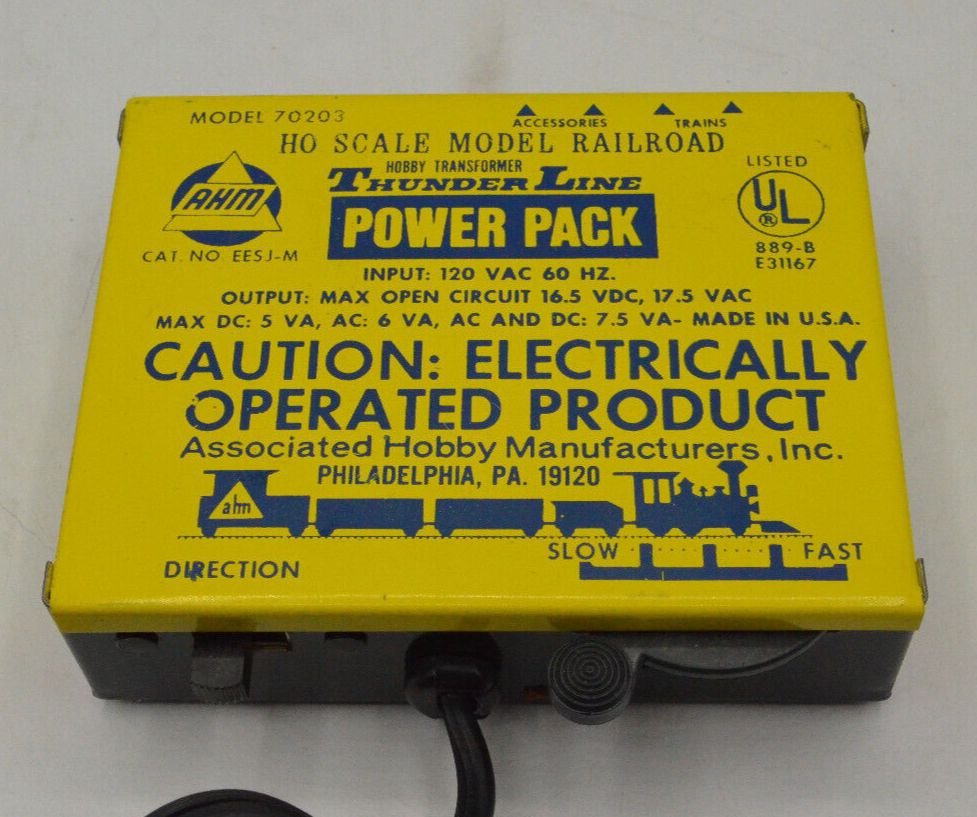 MODEL 70203
ACCESSORIES TRAINS
HO SCALE MODEL RAILROAD
HOBBY TRANSFORMER
THUNDER LINE
POWER PACK
AHM
CAT. NO. EESJ-M
LISTED
UL
®
889-B
E31167
INPUT: 120 VAC 60 HZ.
OUTPUT: MAX OPEN CIRCUIT 16.5 VDC, 17.5 VAC
MAX DC: 5 VA, AC: 6 VA, AC AND DC: 7.5 VA- MADE IN U.S.A.
CAUTION: ELECTRICALLY
OPERATED PRODUCT
Associated Hobby Manufacturers, Inc.
PHILADELPHIA, PA. 19120
ahm
SLOW FAST
DIRECTION